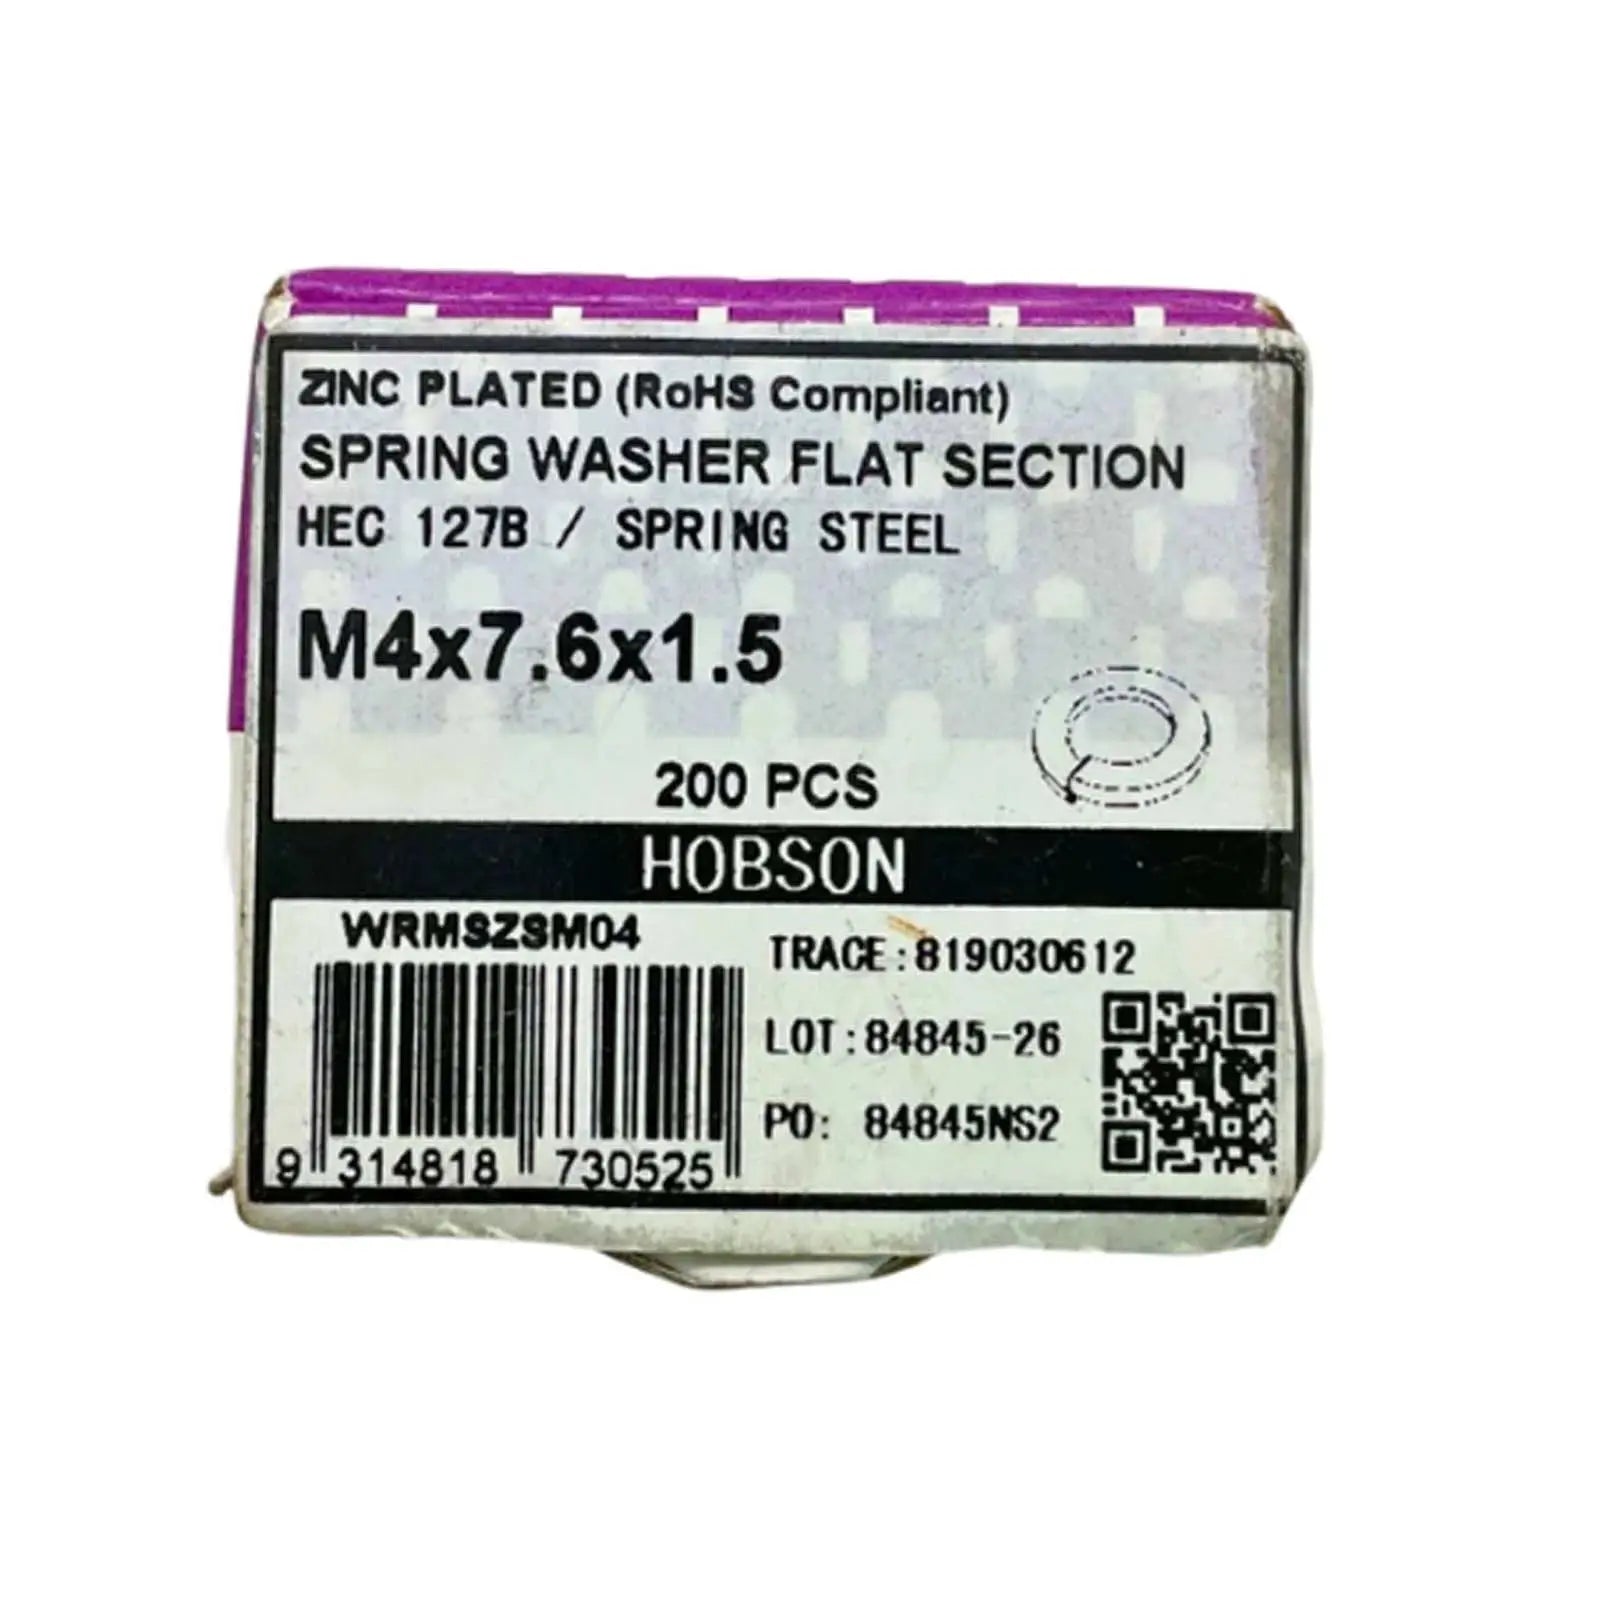 ZINC PLATED (RoHS Compliant)
SPRING WASHER FLAT SECTION
HEC 127B / SPRING STEEL
M4x7.6x1.5
200 PCS
HOBSON
WRMSZSM04
TRACE:819030612
LOT:84845-26
PO: 84845NS2
9 314818 730525